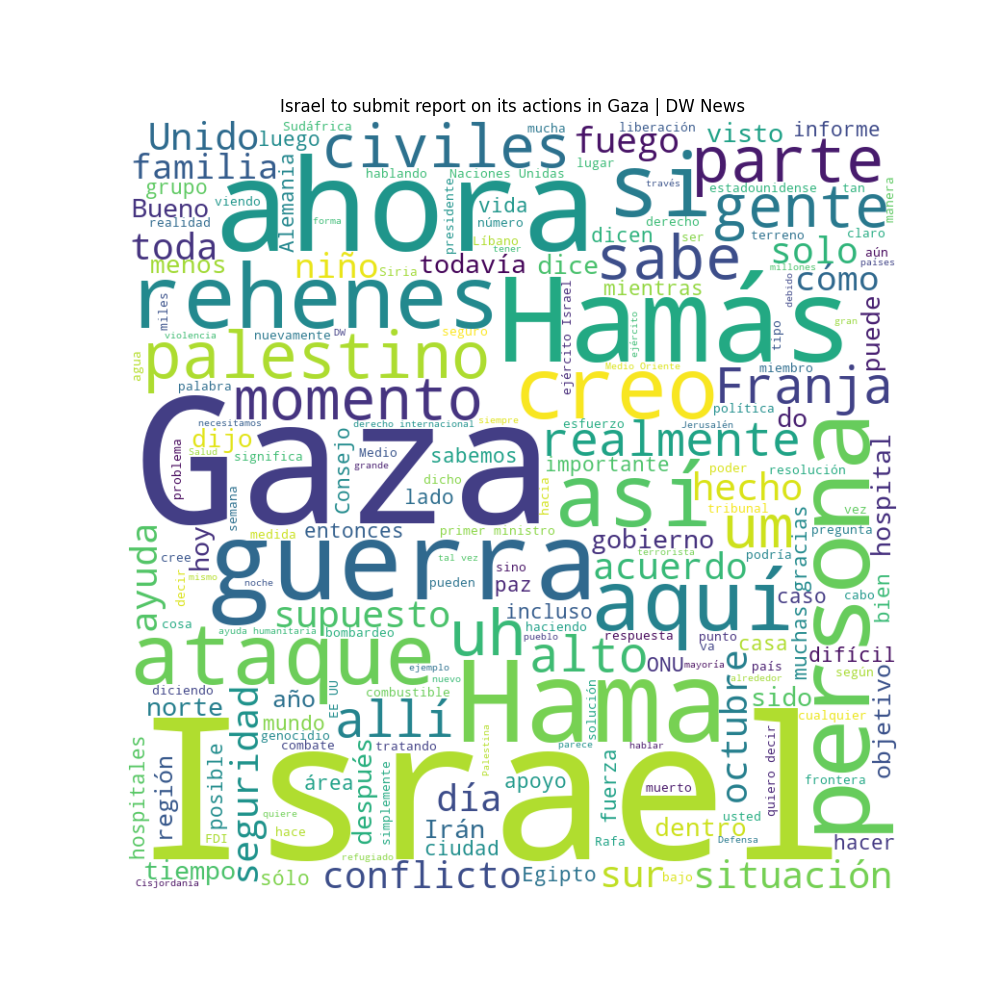 Israel to submit report on its actions in Gaza | DW News
Sudáfrica
mucha
liberación
Unido
luego
civiles
fuego
visto
informe
familia
Alemania
hablando
Naciones Unidas
lugar
parte
grupo
viendo
ahora
presidente
vida
si
través
estadounidense
tan
manera
Bueno
realidad
forma
número
derecho
gente
toda
Líbano
tener
dicen
ser
terreno
claro
menos
niño
Siria
todavía
dice
sabe
solo
aún
países
millones
cómo
rehenes
Hamás
mientras
debido
miles
violencia
nuevamente
DW
seguro
ejército Israel
ejército
tipo
gran
puede
agua
palestino
Medio Oriente
miembro
palabra
momento
creo
Franja
política
necesitamos
derecho internacional
siempre
esfuerzo
Jerusalén
do
Gaza
dijo
Salud
significa
problema
semana
Consejo
Medio
grande
sabemos
realmente
importante
poder
resolución
persona
hospital
dicho
lado
hacia
así
hecho
tribunal
vez
hoy
medida
entonces
primer ministro
gobierno
um
pregunta
ayuda
cree
decir
mismo
noche
guerra
tal vez
sino
paz
terrorista
acuerdo
podría
muchas gracias
pueden
caso
cabo
bien
cosa
supuesto
incluso
aquí
ayuda humanitaria
bombardeo
haciendo
pueblo
uh
respuesta
punto
va
casa
difícil
ataque
ejemplo
nuevo
alto
ONU
mayoría
país
alrededor
según
diciendo
norte
seguridad
año
EE UU
combustible
Hama
solución
octubre
sido
objetivo
mundo
genocidio
combate
allí
tratando
Palestina
parece
hablar
cualquier
quiero decir
hospitales
región
posible
área
después
simplemente
apoyo
fuerza
muerto
frontera
Israel
quiere
día
FDI
hace
Irán
ciudad
Rafa
dentro
usted
Defensa
hacer
refugiado
tiempo
Cisjordania
sólo
conflicto
Egipto
sur
bajo
situación